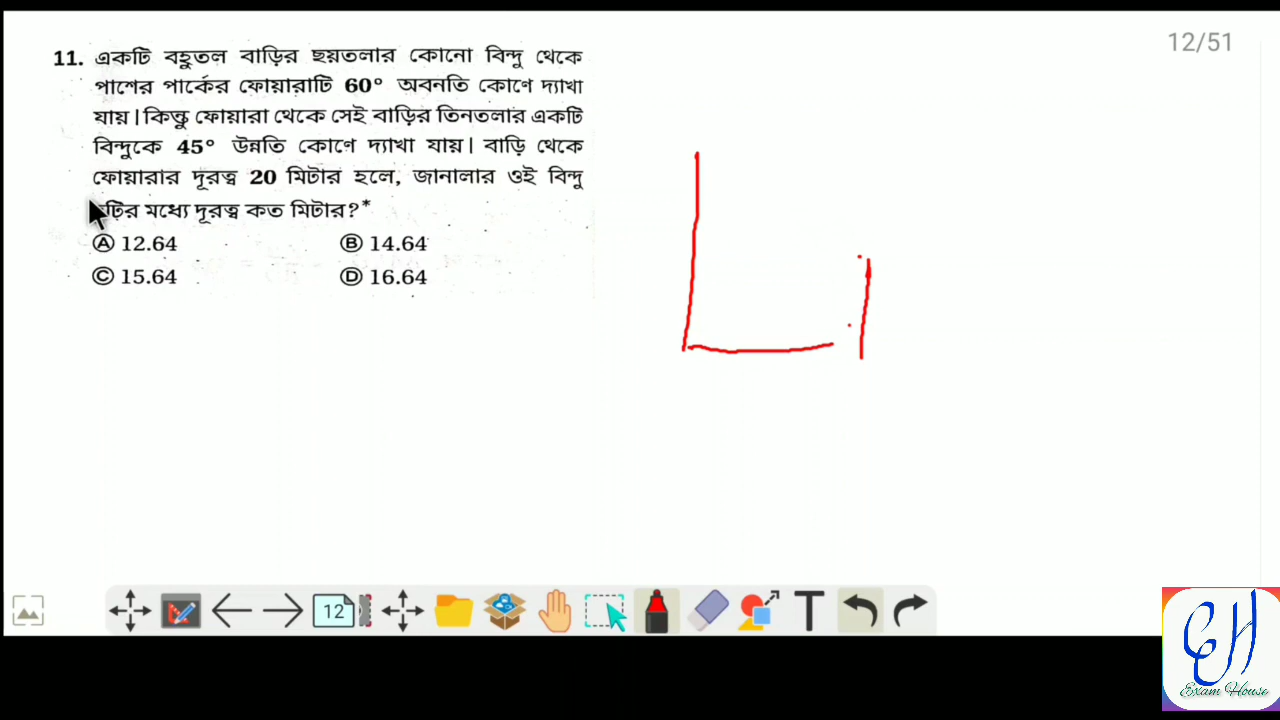 12/51
11. একটি বহুতল বাড়ির ছয়তলার কোনো বিন্দু থেকে
পাশের পার্কের ফোয়ারাটি 60° অবনতি কোণে দ্যাখা
যায়। কিন্তু ফোয়ারা থেকে সেই বাড়ির তিনতলার একটি
বিন্দুকে 45° উন্নতি কোণে দ্যাখা যায়। বাড়ি থেকে
ফোয়ারার দূরত্ব 20 মিটার হলে, জানালার ওই বিন্দু
মধ্যে দূরত্ব কত মিটার?*
Ⓐ 12.64 Ⓑ 14.64
Ⓒ 15.64 Ⓓ 16.64
12 T
EH
Exam House